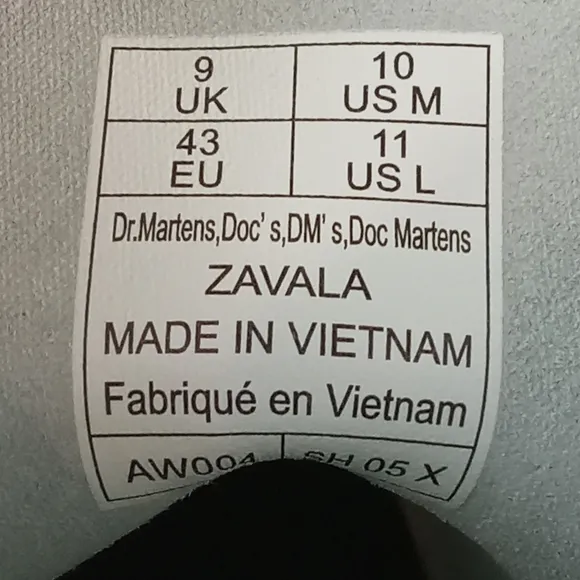 9 10
UK US M
43 11
EU US L
Dr.Martens,Doc's,DM's,Doc Martens
ZAVALA
MADE IN VIETNAM
Fabriqué en Vietnam
AW004 SH 05 X